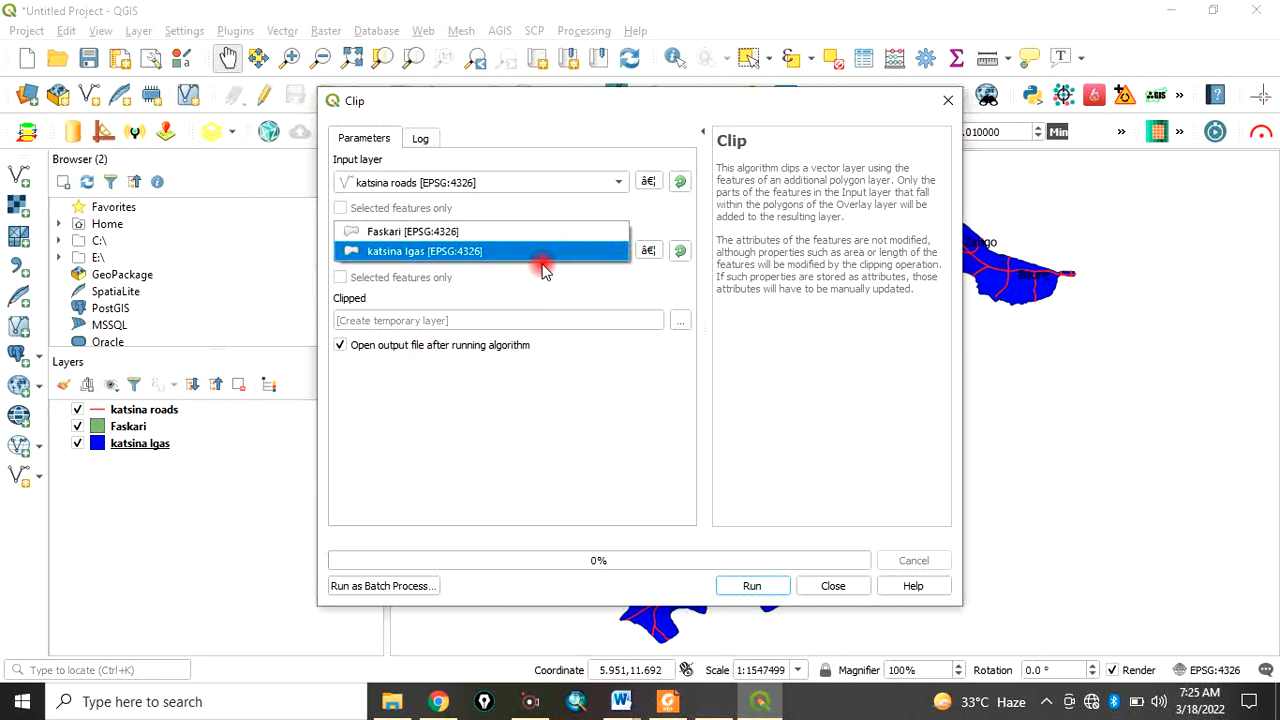 *Untitled Project - QGIS
Project Edit View Layer Settings Plugins Vector Raster Database Web Mesh AGIS SCP Processing Help
.010000
Min
Browser (2)
Favorites
Home
C:\
E:\
GeoPackage
SpatiaLite
PostGIS
MSSQL
Oracle
Layers
katsina roads
Faskari
katsina lgas
Clip
Parameters
Log
Input layer
katsina roads [EPSG:4326]
â€¦
Selected features only
Faskari [EPSG:4326]
katsina lgas [EPSG:4326]
â€¦
Selected features only
Clipped
[Create temporary layer]
...
Open output file after running algorithm
Clip
This algorithm clips a vector layer using the
features of an additional polygon layer. Only the
parts of the features in the Input layer that fall
within the polygons of the Overlay layer will be
added to the resulting layer.
The attributes of the features are not modified,
although properties such as area or length of the
features will be modified by the clipping operation.
If such properties are stored as attributes, those
attributes will have to be manually updated.
0%
Cancel
Run as Batch Process...
Run
Close
Help
Zango
Baure
Type to locate (Ctrl+K)
Coordinate 5.951,11.692
Scale 1:1547499
Magnifier 100%
Rotation 0.0 °
Render
EPSG:4326
Type here to search
33°C Haze
7:25 AM
3/18/2022